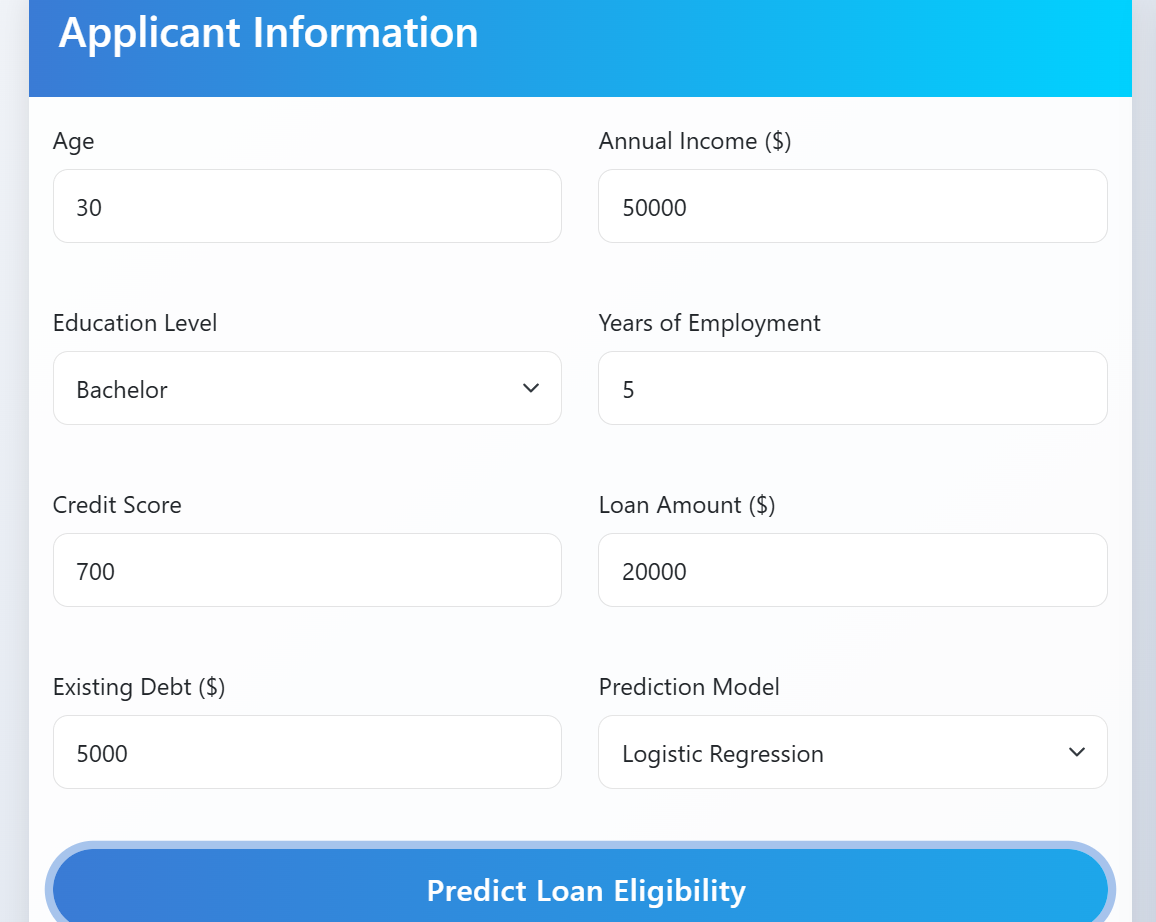 Applicant Information
Age
Annual Income ($)
30
50000
Education Level
Years of Employment
Bachelor
5
Credit Score
Loan Amount ($)
700
20000
Existing Debt ($)
Prediction Model
5000
Logistic Regression
Predict Loan Eligibility